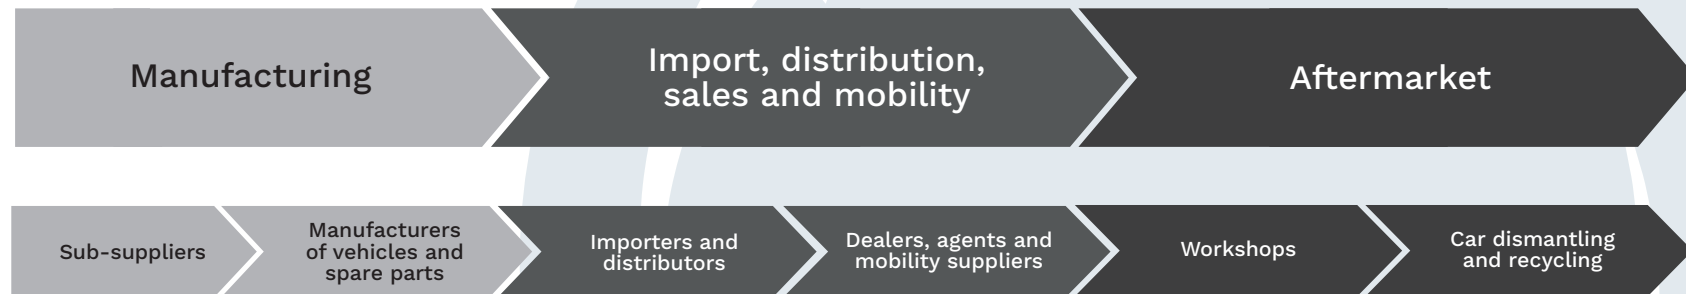 Manufacturing
Import, distribution,
sales and mobility
Aftermarket
Sub-suppliers
Manufacturers
of vehicles and
spare parts
Importers and
distributors
Dealers, agents and
mobility suppliers
Workshops
Car dismantling
and recycling